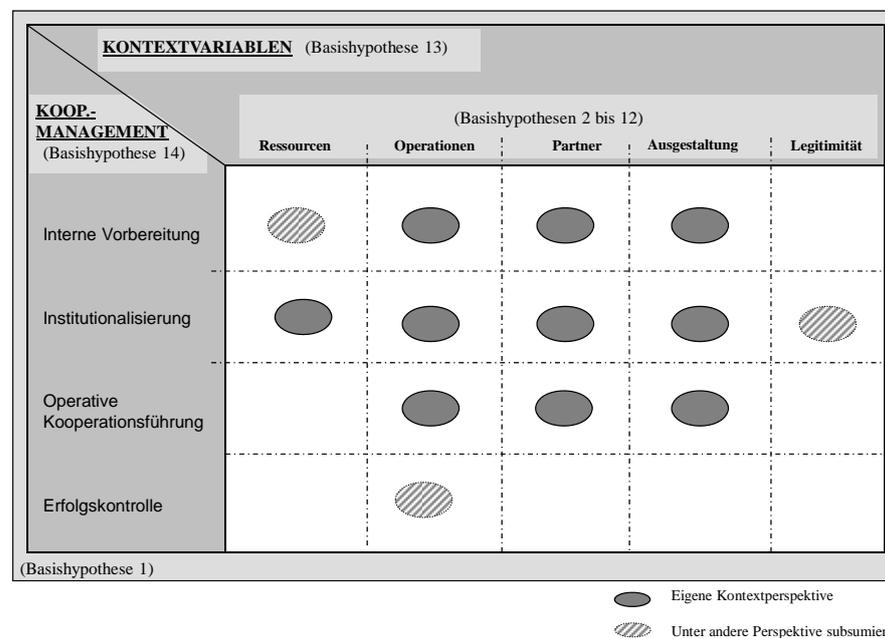 KONTEXTVARIABLEN (Basishypothese 13)
KOOP.-
MANAGEMENT
(Basishypothese 14)
(Basishypothesen 2 bis 12)
Ressourcen Operationen Partner Ausgestaltung Legitimität
Interne Vorbereitung
Institutionalisierung
Operative
Kooperationsführung
Erfolgskontrolle
(Basishypothese 1)
Eigene Kontextperspektive
Unter andere Perspektive subsumier